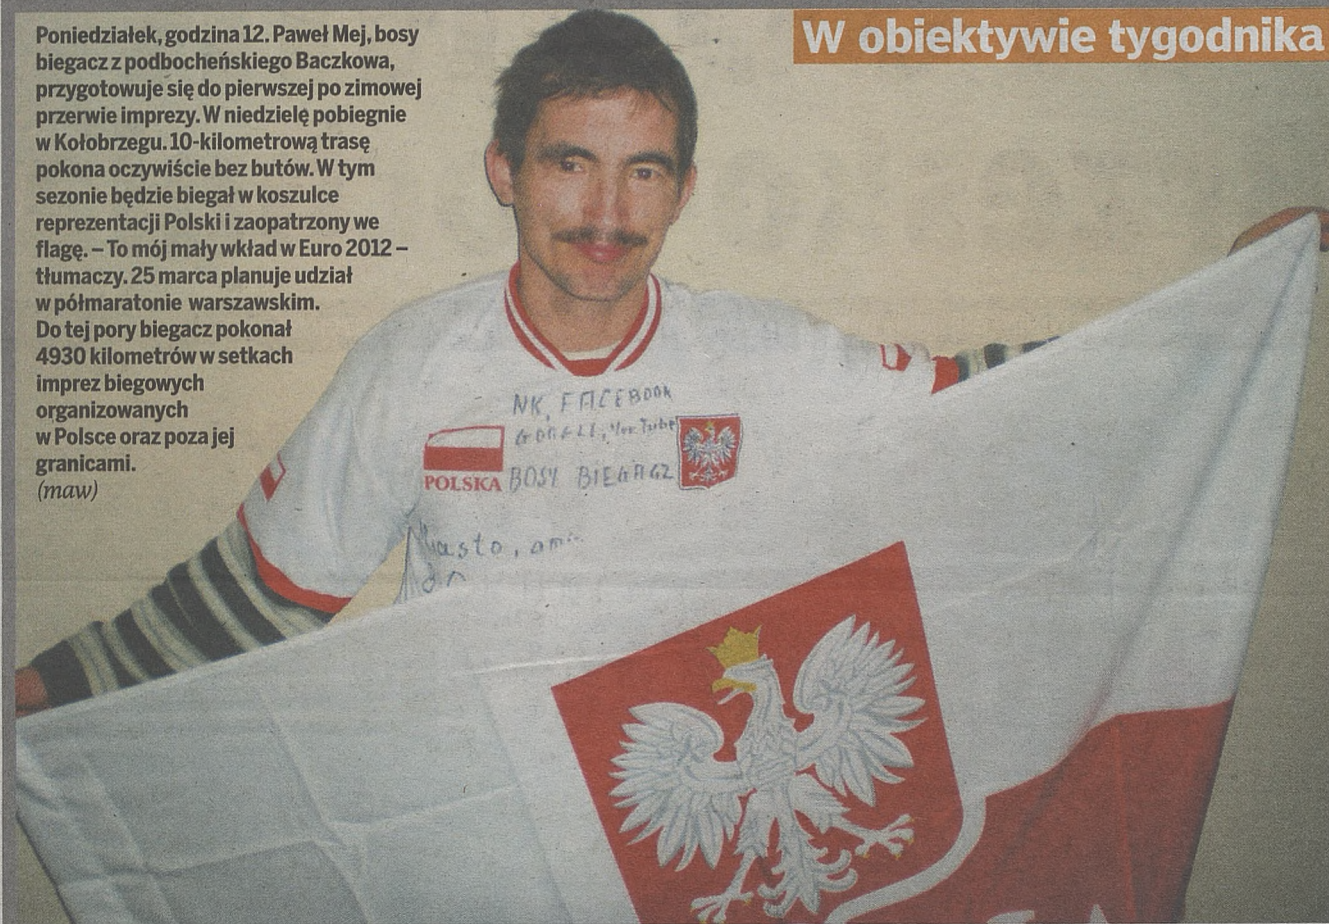 W obiektywie tygodnika
Poniedziałek, godzina 12. Paweł Mej, bosy
biegacz z podbocheńskiego Baczkowa,
przygotowuje się do pierwszej po zimowej
przerwie imprezy. W niedzielę pobiegnie
w Kołobrzegu. 10-kilometrową trasę
pokona oczywiście bez butów. W tym
sezonie będzie biegał w koszulce
reprezentacji Polski i zaopatrzony we
flagę. – To mój mały wkład w Euro 2012 –
tłumaczy. 25 marca planuje udział
w półmaratonie warszawskim.
Do tej pory biegacz pokonał
4930 kilometrów w setkach
imprez biegowych
organizowanych
w Polsce oraz poza jej
granicami.
(maw)
NK, FACEBOOK
YouTube
POLSKA
BOSY BIEGACZ